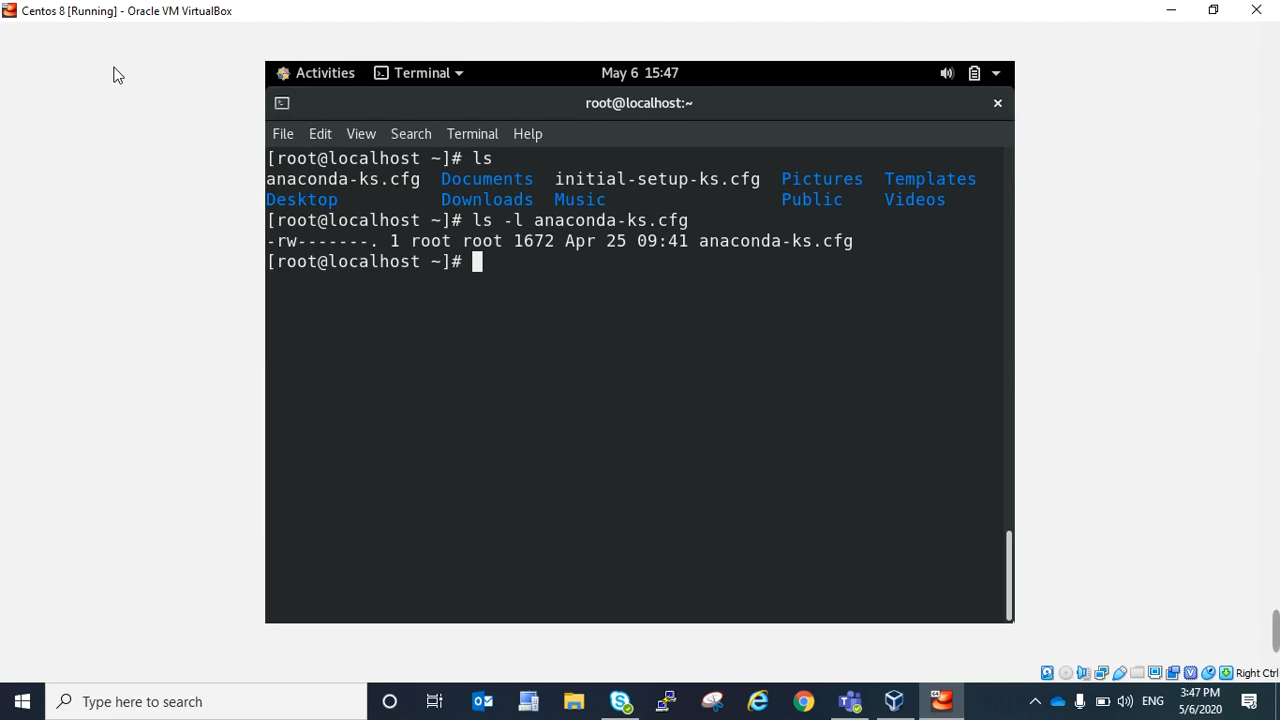 Centos 8 [Running] - Oracle VM VirtualBox
Activities Terminal May 6 15:47
root@localhost:~
File Edit View Search Terminal Help
[root@localhost ~]# ls
anaconda-ks.cfg Documents initial-setup-ks.cfg Pictures Templates
Desktop Downloads Music Public Videos
[root@localhost ~]# ls -l anaconda-ks.cfg
-rw-------. 1 root root 1672 Apr 25 09:41 anaconda-ks.cfg
[root@localhost ~]#
Right Ctrl
Type here to search
ENG
3:47 PM
5/6/2020